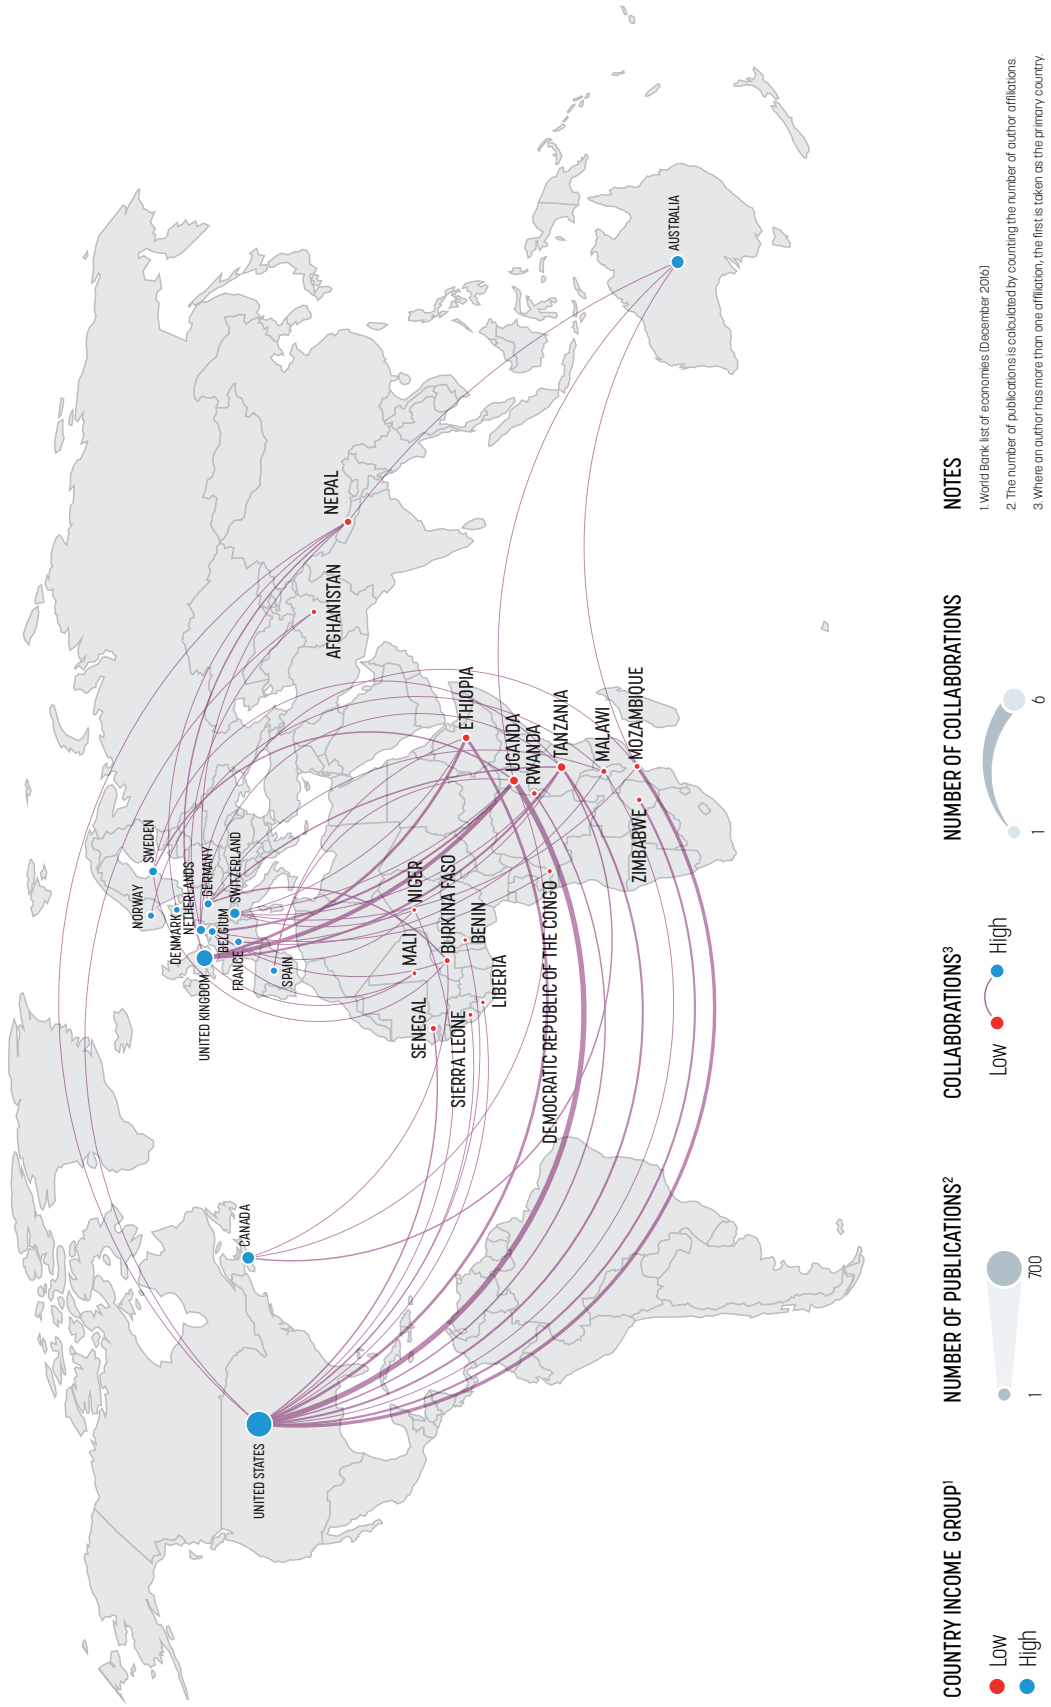 NORWAY
SWEDEN
DENMARK
NETHERLANDS
UNITED KINGDOM
GERMANY
BELGIUM
SWITZERLAND
FRANCE
SPAIN
CANADA
UNITED STATES
AFGHANISTAN
NEPAL
MALI
NIGER
SENEGAL
BURKINA FASO
ETHIOPIA
SIERRA LEONE
BENIN
LIBERIA
UGANDA
RWANDA
DEMOCRATIC REPUBLIC OF THE CONGO
TANZANIA
MALAWI
ZIMBABWE
MOZAMBIQUE
AUSTRALIA
COUNTRY INCOME GROUP1
Low
High
NUMBER OF PUBLICATIONS2
1
700
COLLABORATIONS3
Low
High
NUMBER OF COLLABORATIONS
1
6
NOTES
1. World Bank list of economies (December 2016)
2. The number of publications is calculated by counting the number of author affiliations.
3. Where an author has more than one affiliation, the first is taken as the primary country.